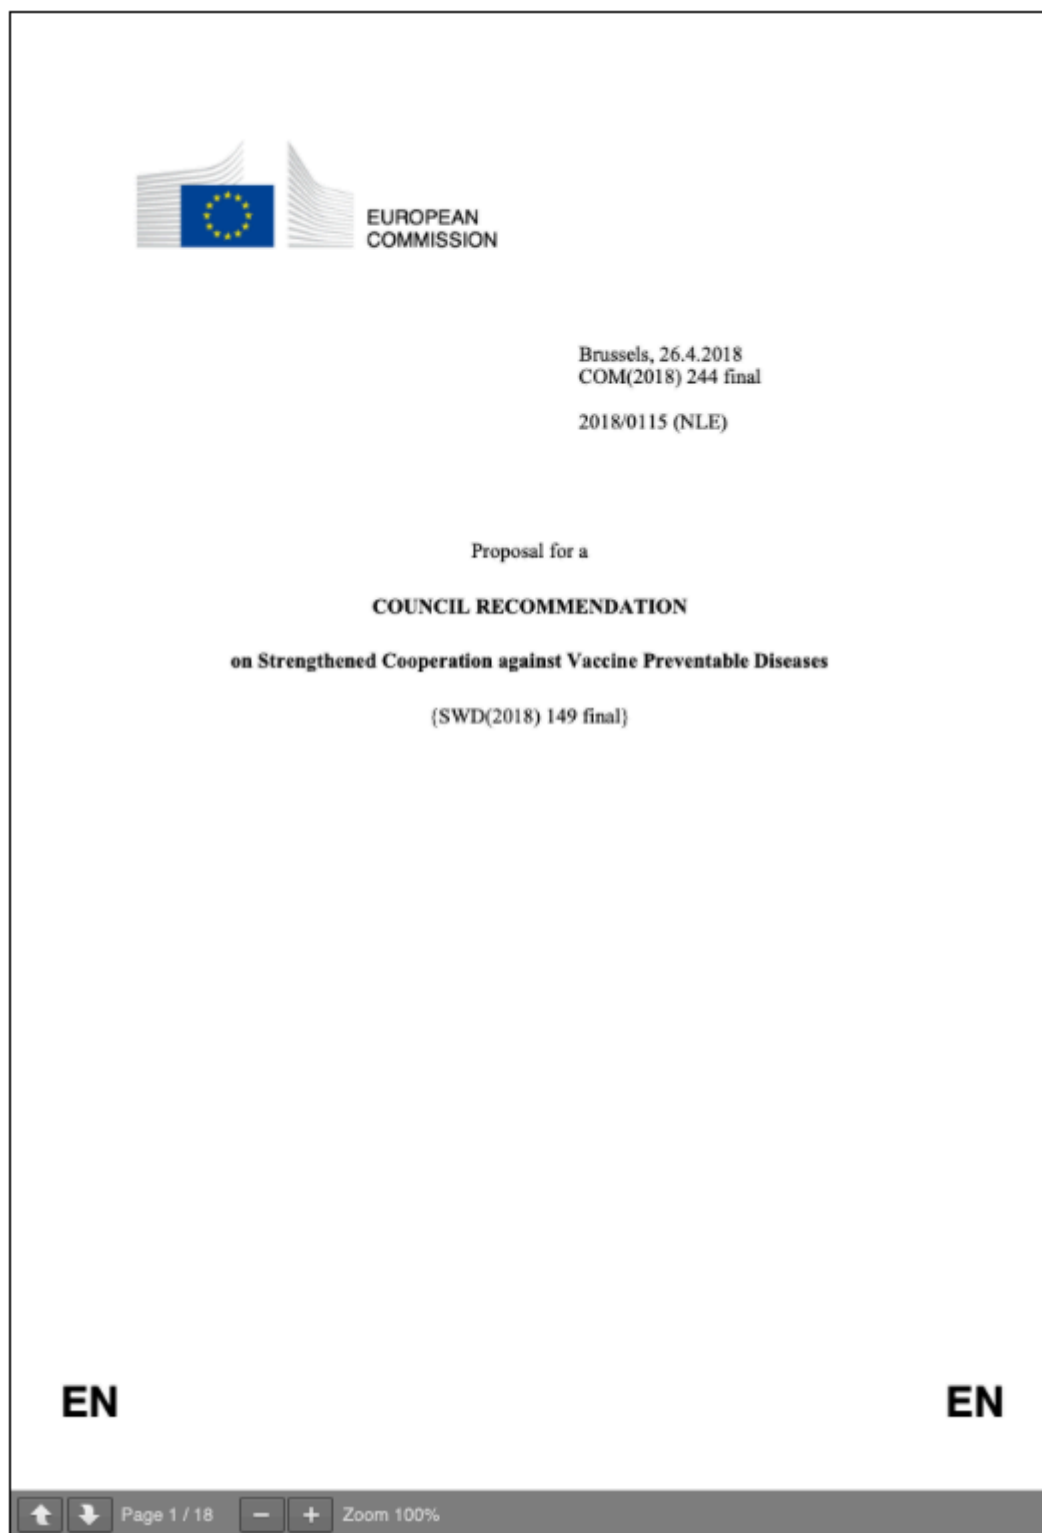 EUROPEAN
COMMISSION
Brussels, 26.4.2018
COM(2018) 244 final
2018/0115 (NLE)
Proposal for a
COUNCIL RECOMMENDATION
on Strengthened Cooperation against Vaccine Preventable Diseases
{SWD(2018) 149 final}
EN EN
Page 1 / 18 Zoom 100%